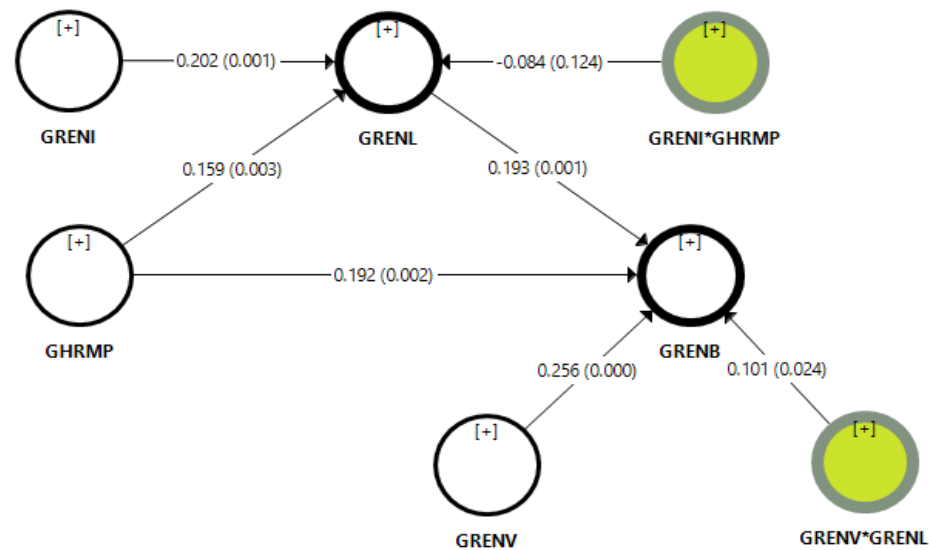 [+]
[+]
[+]
0.202 (0.001)
-0.084 (0.124)
GRENI
GRENL
GRENI*GHRMP
0.159 (0.003)
0.193 (0.001)
[+]
[+]
0.192 (0.002)
GHRMP
GRENB
0.256 (0.000)
0.101 (0.024)
[+]
[+]
GRENV
GRENV*GRENL